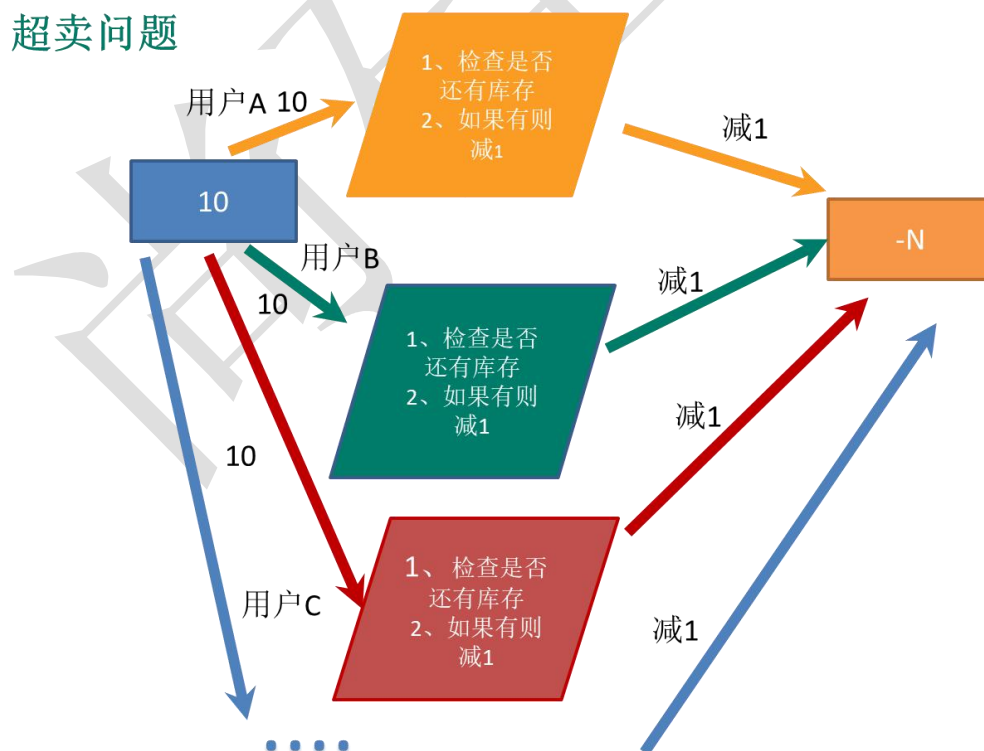 超卖问题
用户A 10
1、检查是否
还有库存
2、如果有则
减1
减1
10
-N
用户B
10
减1
1、检查是否
还有库存
2、如果有则
减1
减1
10
1、检查是否
还有库存
2、如果有则
减1
用户C
减1